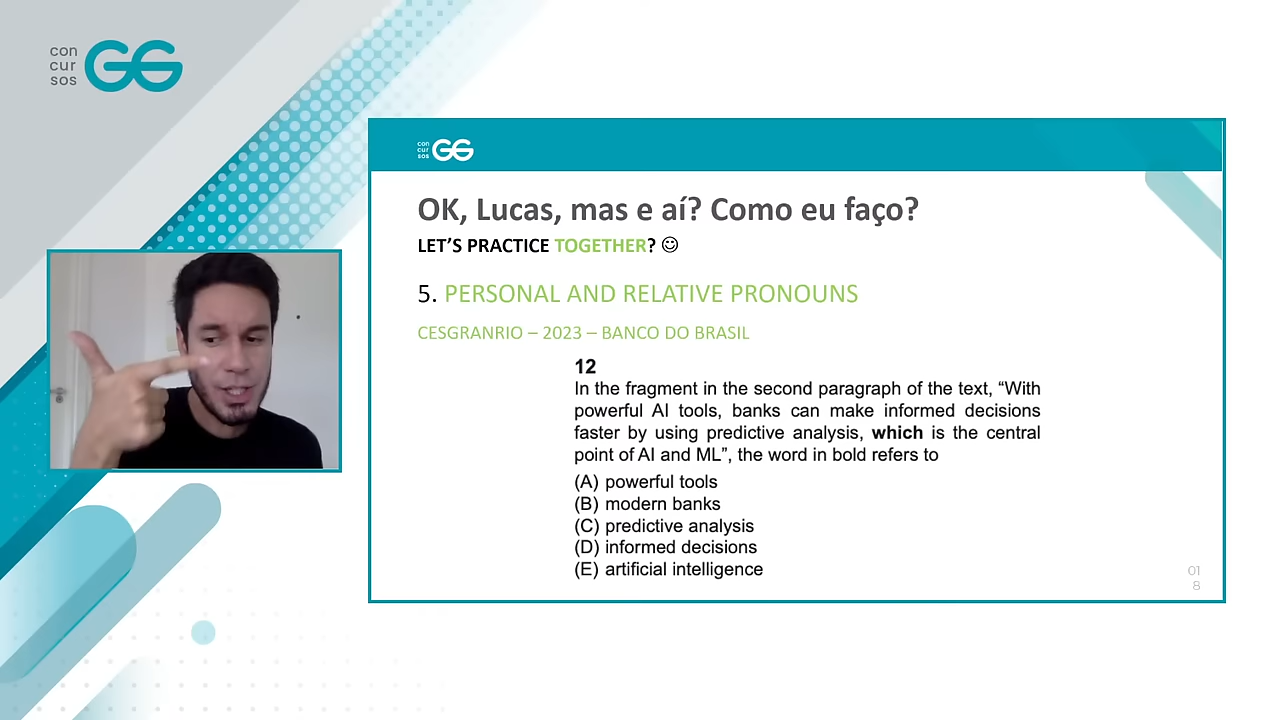 con
cur
sos
GG
con
cur
sos
GG
OK, Lucas, mas e aí? Como eu faço?
LET'S PRACTICE TOGETHER? ☺
5. PERSONAL AND RELATIVE PRONOUNS
CESGRANRIO – 2023 – BANCO DO BRASIL
12
In the fragment in the second paragraph of the text, “With
powerful AI tools, banks can make informed decisions
faster by using predictive analysis, which is the central
point of AI and ML”, the word in bold refers to
(A) powerful tools
(B) modern banks
(C) predictive analysis
(D) informed decisions
(E) artificial intelligence
01
8